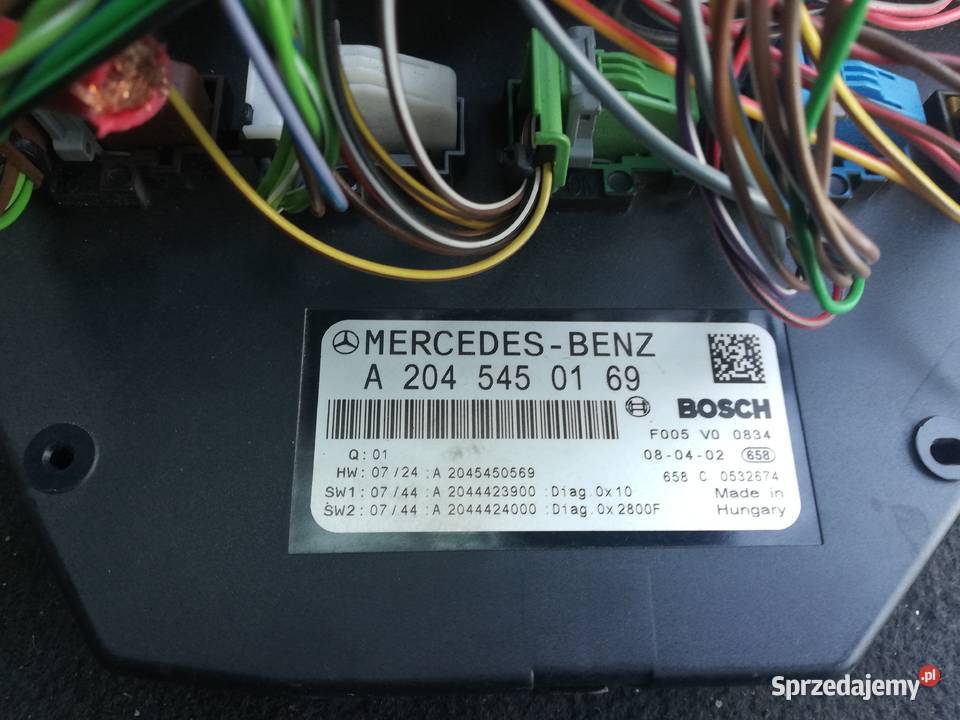 MERCEDES-BENZ
A 204 545 01 69
BOSCH
F005 V0 0834
Q: 01
08-04-02 658
HW: 07/24 :A 2045450569
658 C 0532674
SW1: 07/44 :A 2044423900 :Diag.0x10
Made in
SW2: 07/44 :A 2044424000 :Diag.0x2800F
Hungary
Sprzedajemy.pl